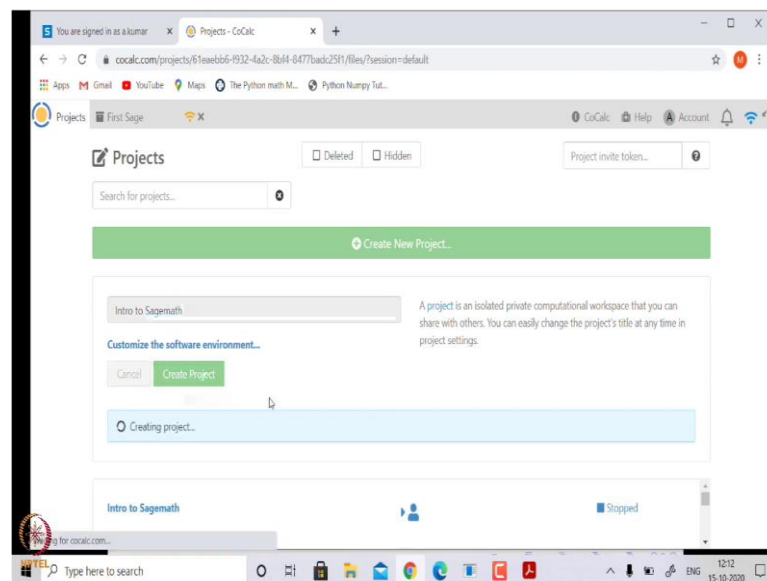 You are signed in as a.kumar
Projects - CoCalc
cocalc.com/projects/61eaebb6-f932-4a2c-8bf4-8477badc25f1/files/?session=default
Apps
Gmail
YouTube
Maps
The Python math M...
Python Numpy Tut...
Projects
First Sage
CoCalc
Help
Account
Projects
Deleted
Hidden
Project invite token...
Search for projects...
Create New Project...
Intro to Sagemath
A project is an isolated private computational workspace that you can
share with others. You can easily change the project's title at any time in
project settings.
Customize the software environment...
Cancel
Create Project
Creating project...
Intro to Sagemath
Stopped
for cocalc.com...
NPTEL
Type here to search
ENG
12:12
15-10-2020